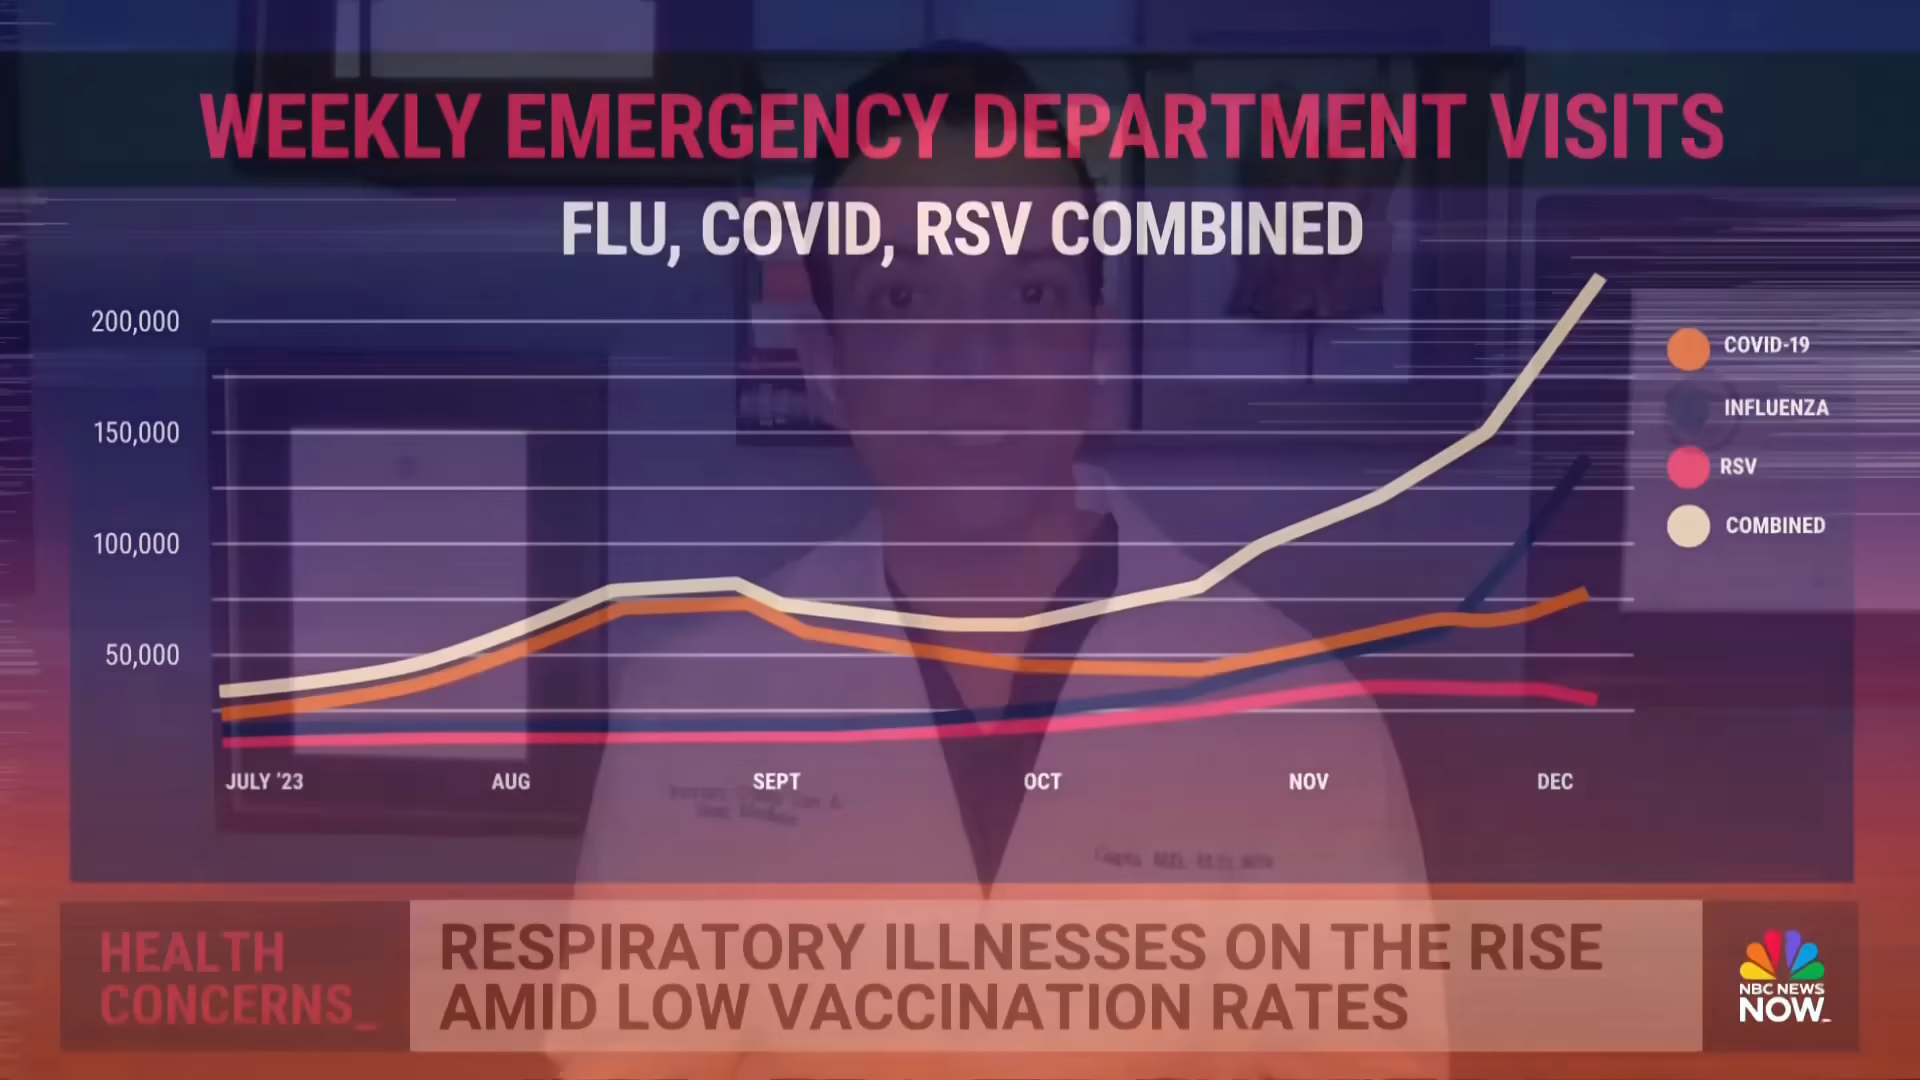 WEEKLY EMERGENCY DEPARTMENT VISITS
FLU, COVID, RSV COMBINED
200,000
150,000
100,000
50,000
COVID-19
INFLUENZA
RSV
COMBINED
JULY '23
AUG
SEPT
OCT
NOV
DEC
HEALTH
CONCERNS_
RESPIRATORY ILLNESSES ON THE RISE
AMID LOW VACCINATION RATES
NBC NEWS
NOW_